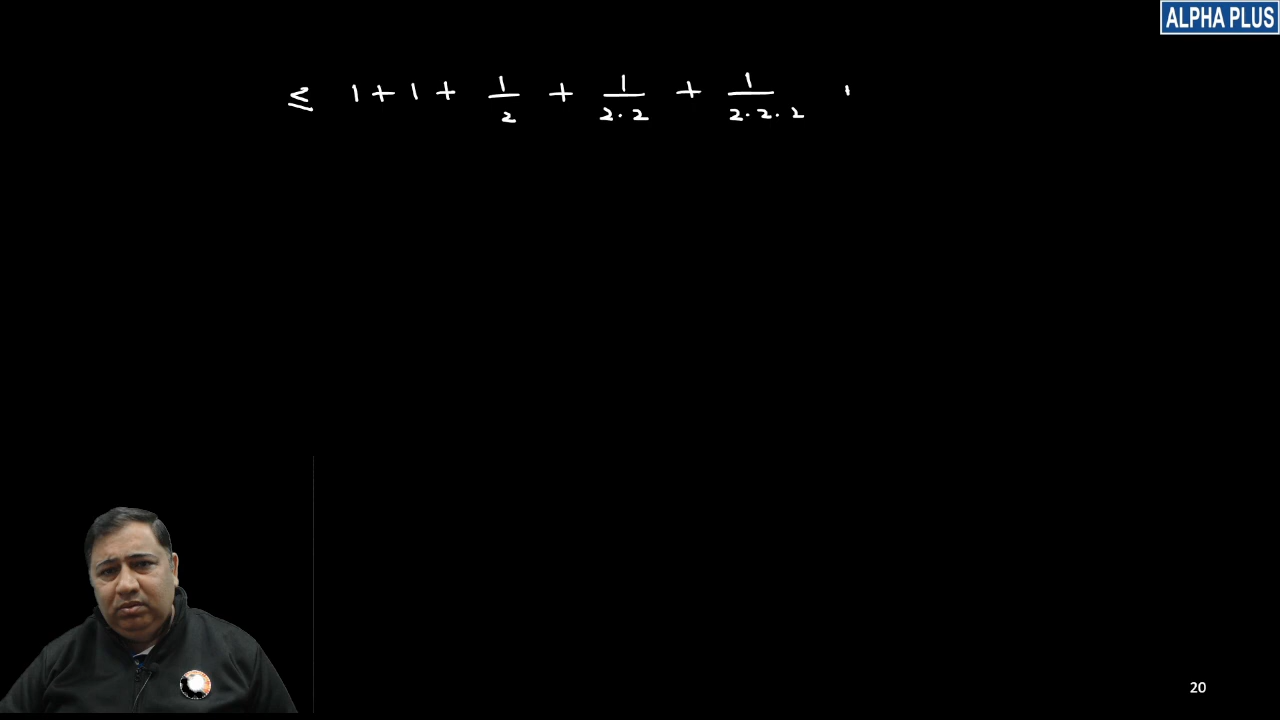 ALPHA PLUS
≤ 1 + 1 + 1/2 + 1/2·2 + 1/2·2·2
20